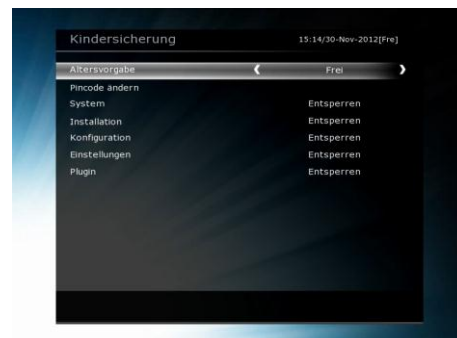 Kindersicherung 15:14/30-Nov-2012[Fre]
Altersvorgabe Frei
Pincode ändern
System Entsperren
Installation Entsperren
Konfiguration Entsperren
Einstellungen Entsperren
Plugin Entsperren